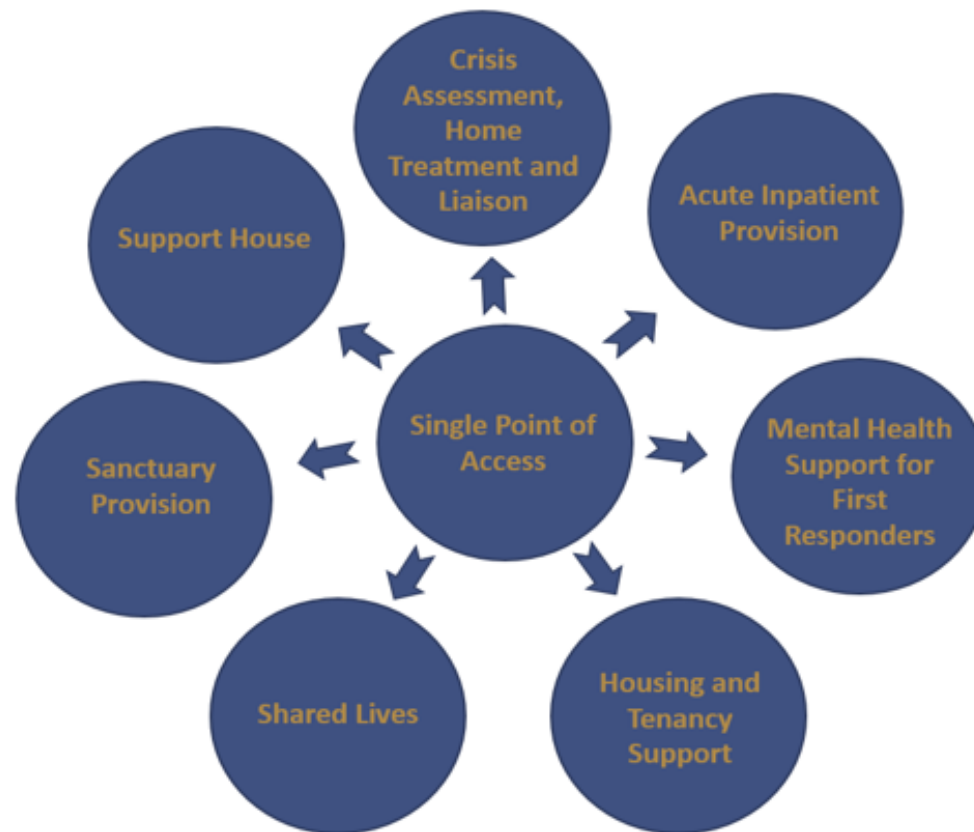 Crisis
Assessment,
Home
Treatment and
Liaison
Acute Inpatient
Provision
Support House
Single Point of
Access
Mental Health
Support for
First
Responders
Sanctuary
Provision
Shared Lives
Housing and
Tenancy
Support